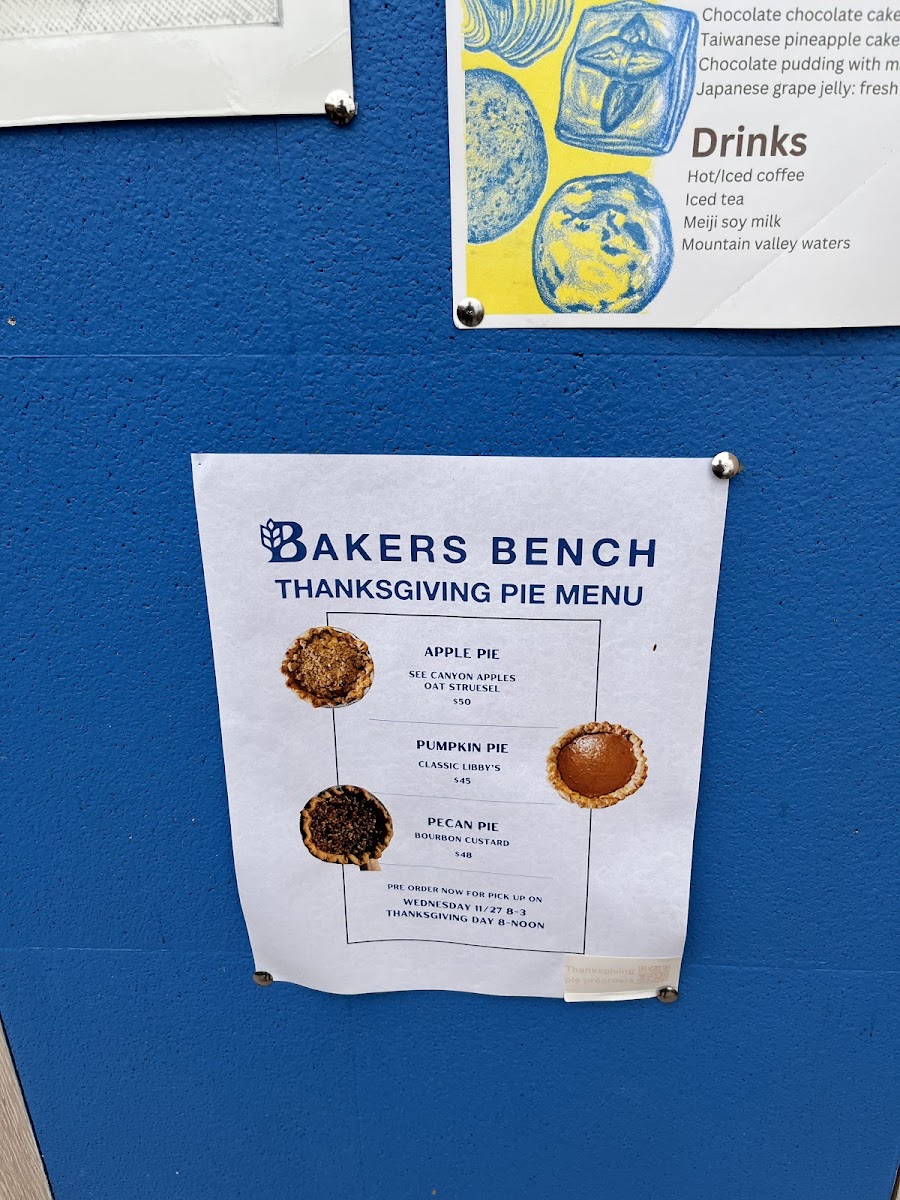 Chocolate chocolate cake
Taiwanese pineapple cake
Chocolate pudding with
Japanese grape jelly: fresh
Drinks
Hot/Iced coffee
Iced tea
Meiji soy milk
Mountain valley waters
BAKERS BENCH
THANKSGIVING PIE MENU
APPLE PIE
SEE CANYON APPLES
OAT STRUESEL
$50
PUMPKIN PIE
CLASSIC LIBBY'S
$45
PECAN PIE
BOURBON CUSTARD
$48
PRE ORDER NOW FOR PICK UP ON
WEDNESDAY 11/27 8-3
THANKSGIVING DAY 8-NOON
Thanksgiving
pie preorders